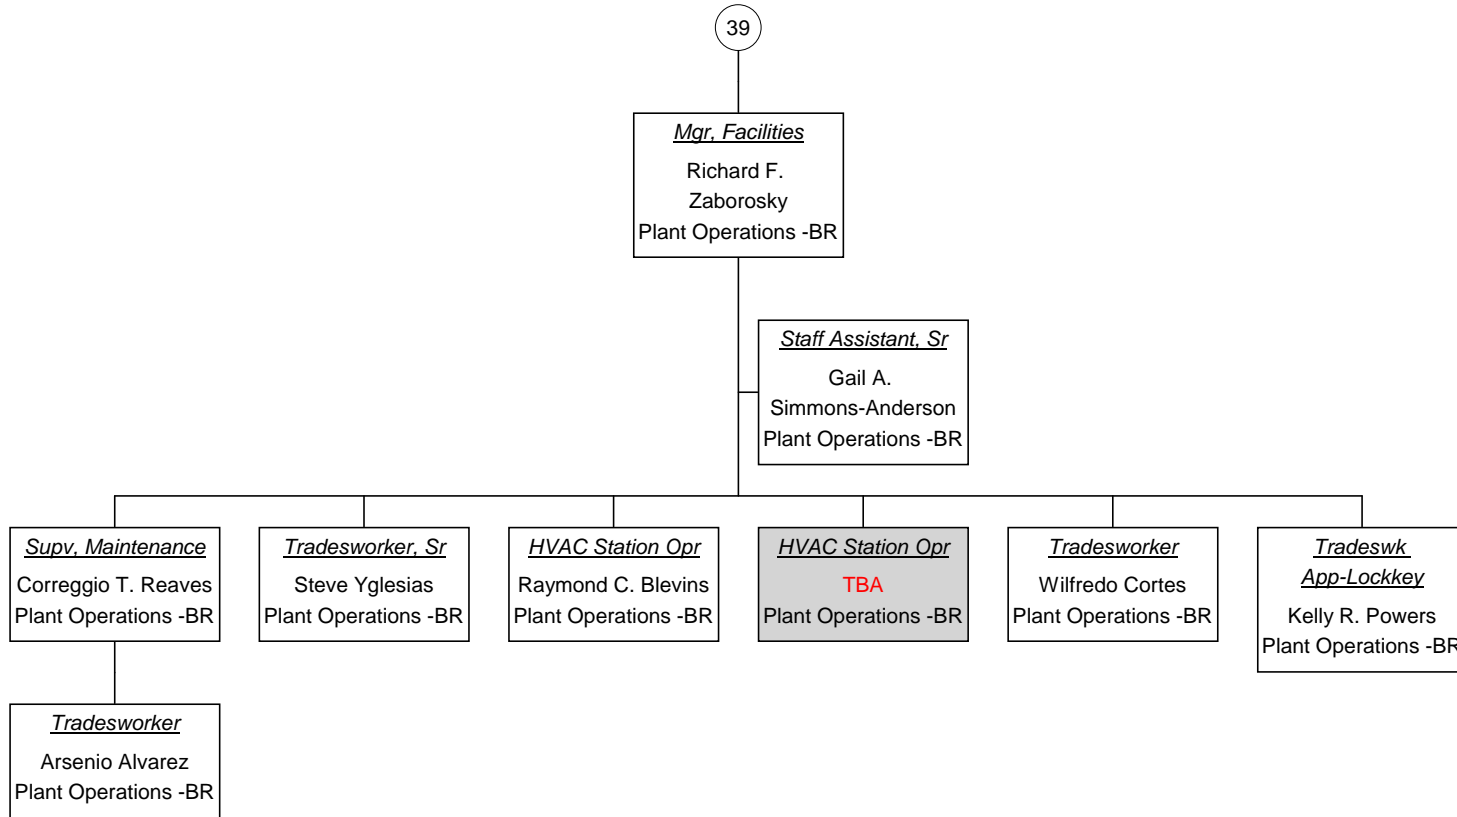 39
Mgr, Facilities
Richard F.
Zaborosky
Plant Operations -BR
Staff Assistant, Sr
Gail A.
Simmons-Anderson
Plant Operations -BR
Supv, Maintenance
Correggio T. Reaves
Plant Operations -BR
Tradesworker, Sr
Steve Yglesias
Plant Operations -BR
HVAC Station Opr
Raymond C. Blevins
Plant Operations -BR
HVAC Station Opr
TBA
Plant Operations -BR
Tradesworker
Wilfredo Cortes
Plant Operations -BR
Tradeswk
App-Lockkey
Kelly R. Powers
Plant Operations -BR
Tradesworker
Arsenio Alvarez
Plant Operations -BR